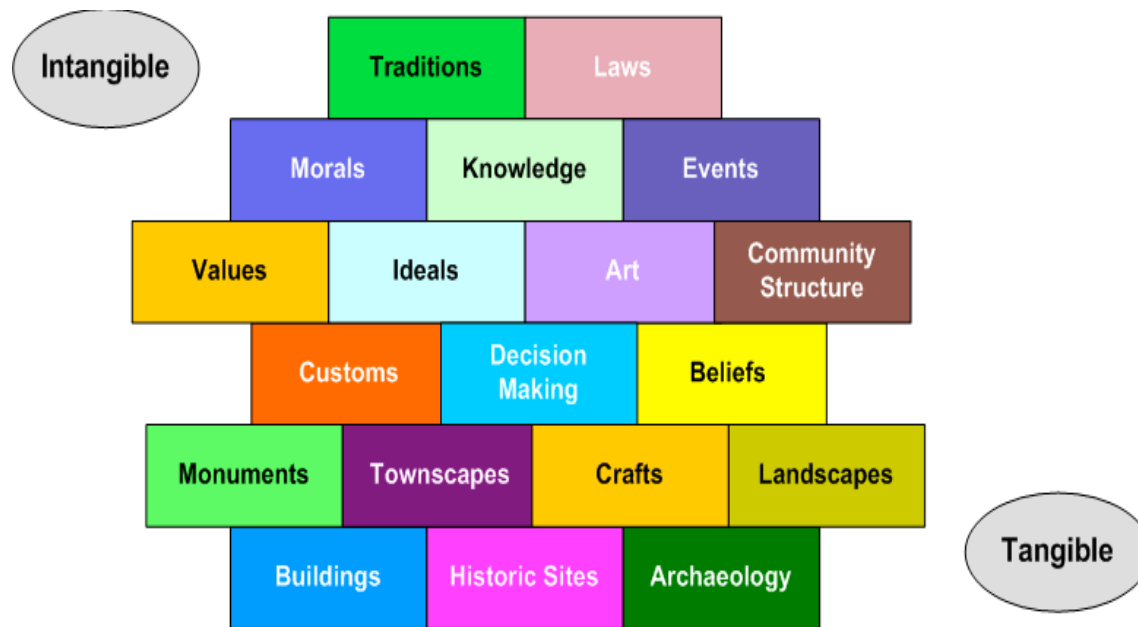 Intangible
Traditions
Laws
Morals
Knowledge
Events
Values
Ideals
Art
Community
Structure
Customs
Decision
Making
Beliefs
Monuments
Townscapes
Crafts
Landscapes
Buildings
Historic Sites
Archaeology
Tangible